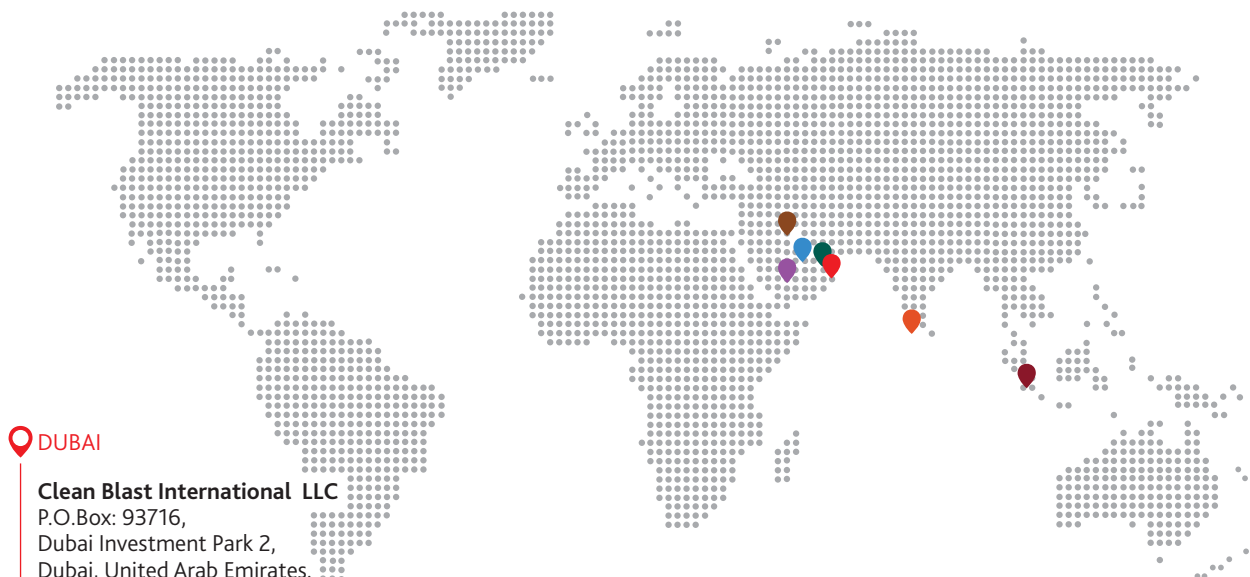 DUBAI
Clean Blast International LLC
P.O.Box: 93716,
Dubai Investment Park 2,
Dubai, United Arab Emirates.